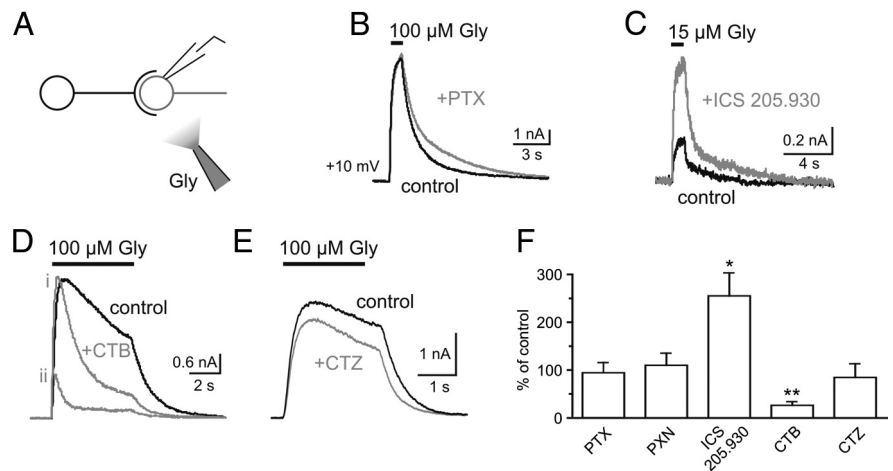 A
Gly
B
100 µM Gly
+PTX
1 nA
3 s
+10 mV
control
C
15 µM Gly
+ICS 205.930
0.2 nA
4 s
control
D
100 µM Gly
i
control
+CTB
ii
0.6 nA
2 s
E
100 µM Gly
control
+CTZ
1 nA
1 s
F
% of control
300
200
100
0
*
**
PTX
PXN
ICS
205.930
CTB
CTZ